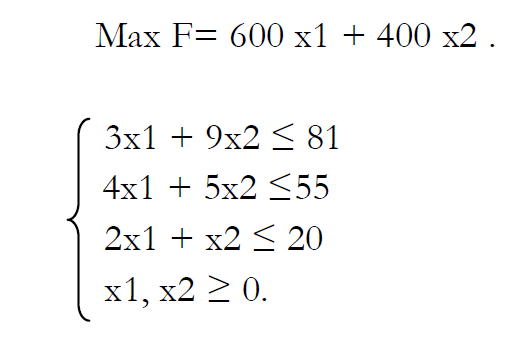 Max F= 600 x1 + 400 x2 .
3x1 + 9x2 ≤ 81
4x1 + 5x2 ≤55
2x1 + x2 ≤ 20
x1, x2 ≥ 0.